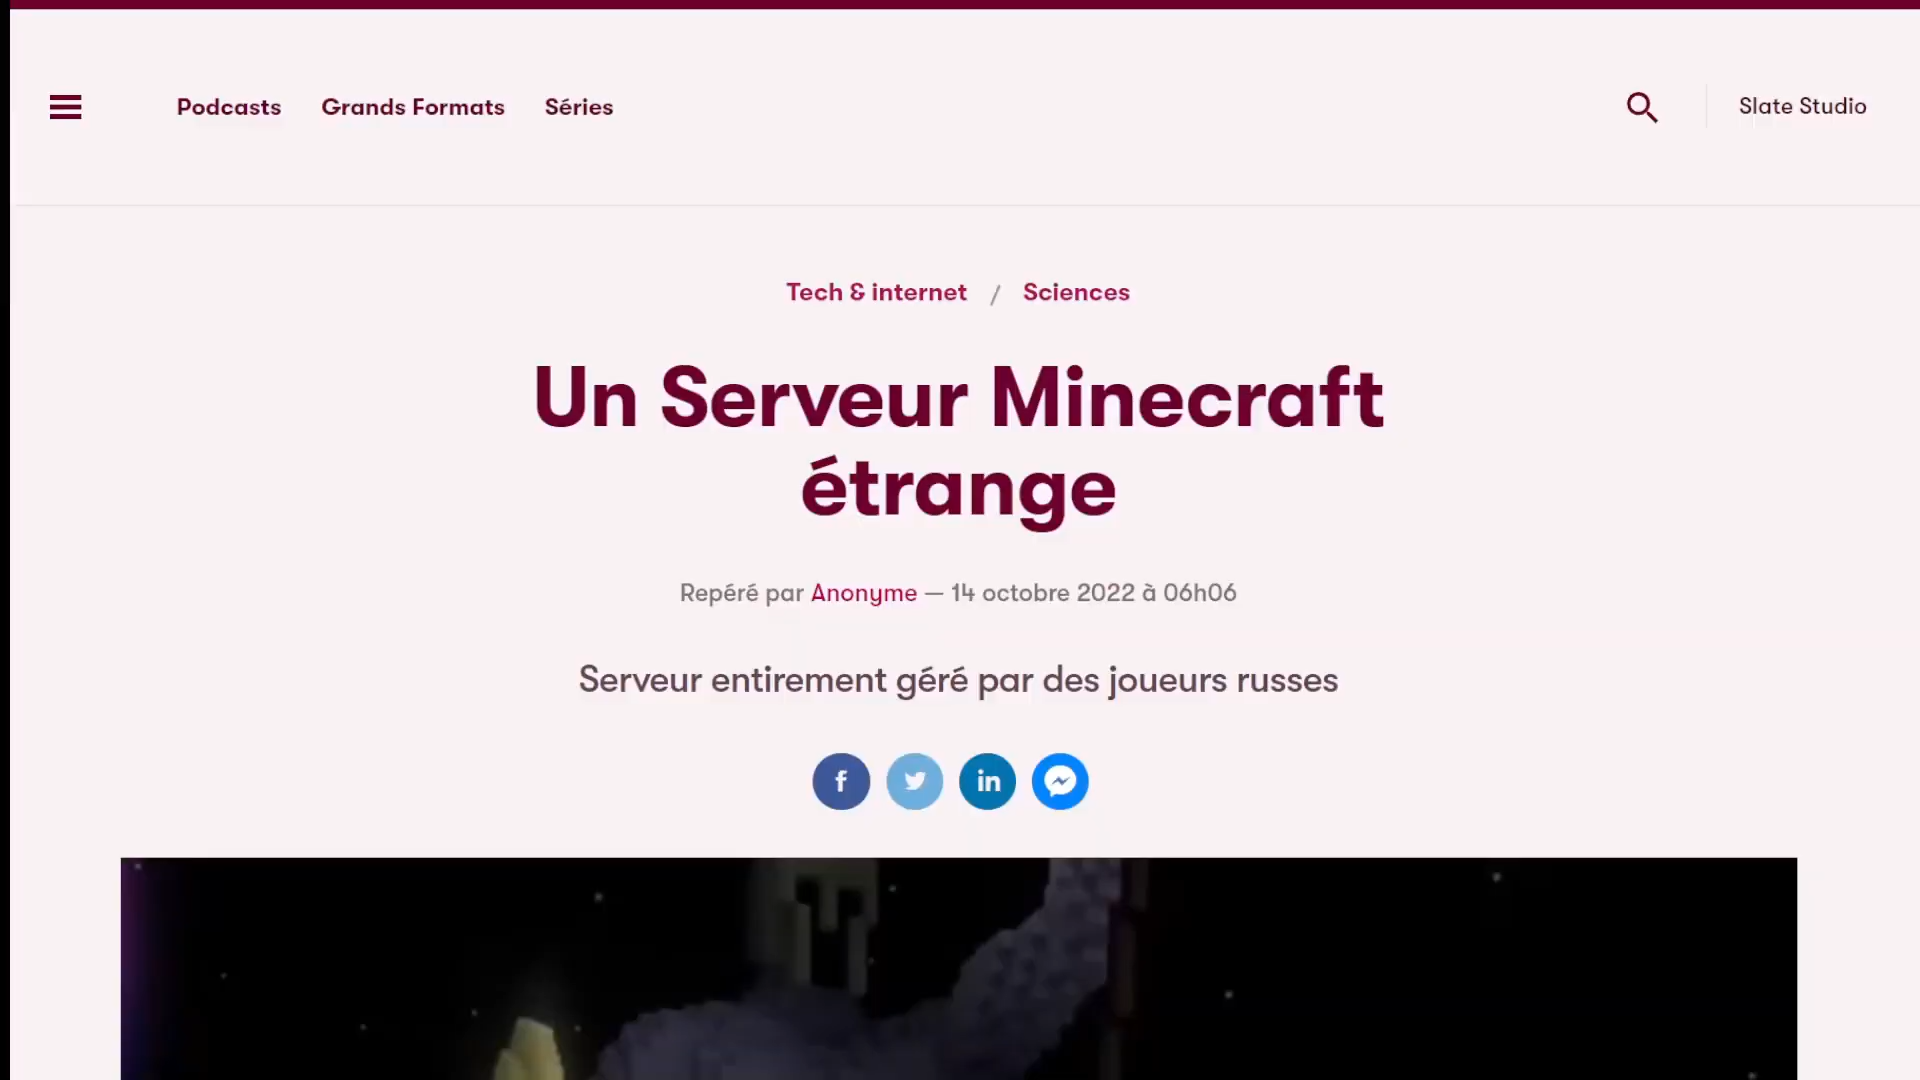 Podcasts Grands Formats Séries Slate Studio
Tech & internet / Sciences
Un Serveur Minecraft
étrange
Repéré par Anonyme — 14 octobre 2022 à 06h06
Serveur entirement géré par des joueurs russes